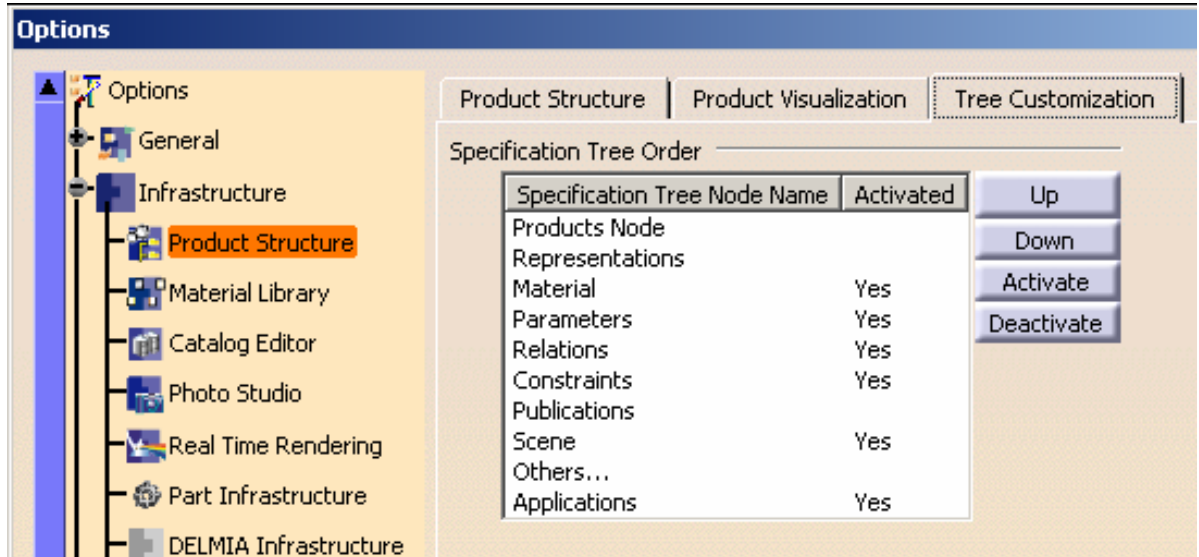 Options
Options
General
Infrastructure
Product Structure
Material Library
Catalog Editor
Photo Studio
Real Time Rendering
Part Infrastructure
DELMIA Infrastructure
Product Structure Product Visualization Tree Customization
Specification Tree Order
Specification Tree Node Name Activated
Products Node
Representations
Material Yes
Parameters Yes
Relations Yes
Constraints Yes
Publications
Scene Yes
Others...
Applications Yes
Up
Down
Activate
Deactivate